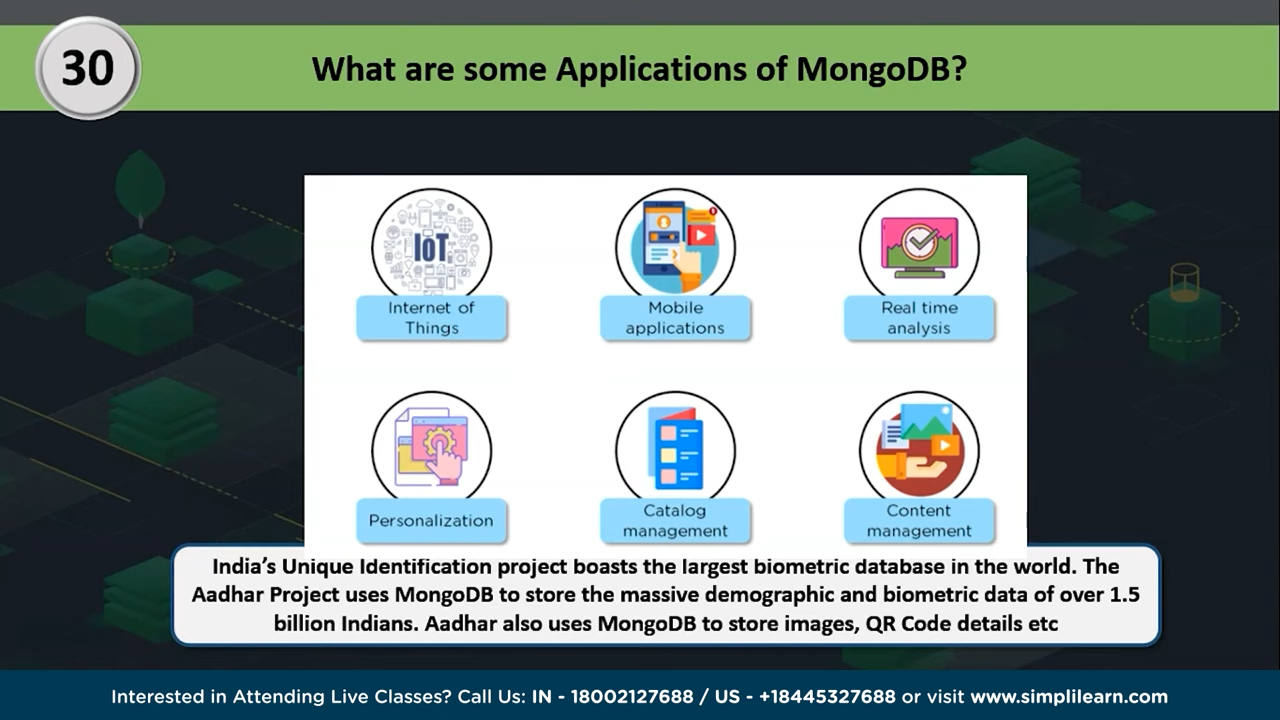 30
What are some Applications of MongoDB?
IoT
Internet of
Things
Mobile
applications
Real time
analysis
Personalization
Catalog
management
Content
management
India's Unique Identification project boasts the largest biometric database in the world. The
Aadhar Project uses MongoDB to store the massive demographic and biometric data of over 1.5
billion Indians. Aadhar also uses MongoDB to store images, QR Code details etc
Interested in Attending Live Classes? Call Us: IN - 18002127688 / US - +18445327688 or visit www.simplilearn.com